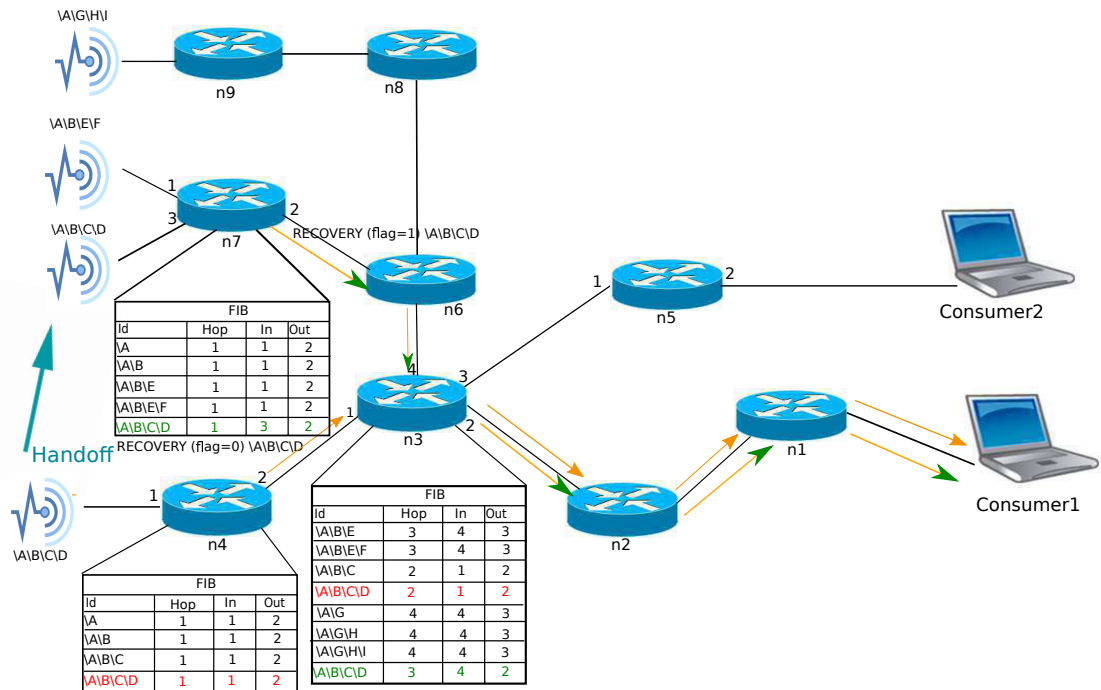 \A\G\H\I
n9
n8
\A\B\E\F
1
2
3
n7
\A\B\C\D
RECOVERY (flag=1) \A\B\C\D
n6
1
2
n5
Consumer2
FIB
Id Hop In Out
\A 1 1 2
\A\B 1 1 2
\A\B\E 1 1 2
\A\B\E\F 1 1 2
\A\B\C\D 1 3 2
4
3
1
2
n3
n1
Handoff
RECOVERY (flag=0) \A\B\C\D
1
2
n4
\A\B\C\D
n2
Consumer1
FIB
Id Hop In Out
\A\B\E 3 4 3
\A\B\E\F 3 4 3
\A\B\C 2 1 2
\A\B\C\D 2 1 2
\A\G 4 4 3
\A\G\H 4 4 3
\A\G\H\I 4 4 3
\A\B\C\D 3 4 2
FIB
Id Hop In Out
\A 1 1 2
\A\B 1 1 2
\A\B\C 1 1 2
\A\B\C\D 1 1 2